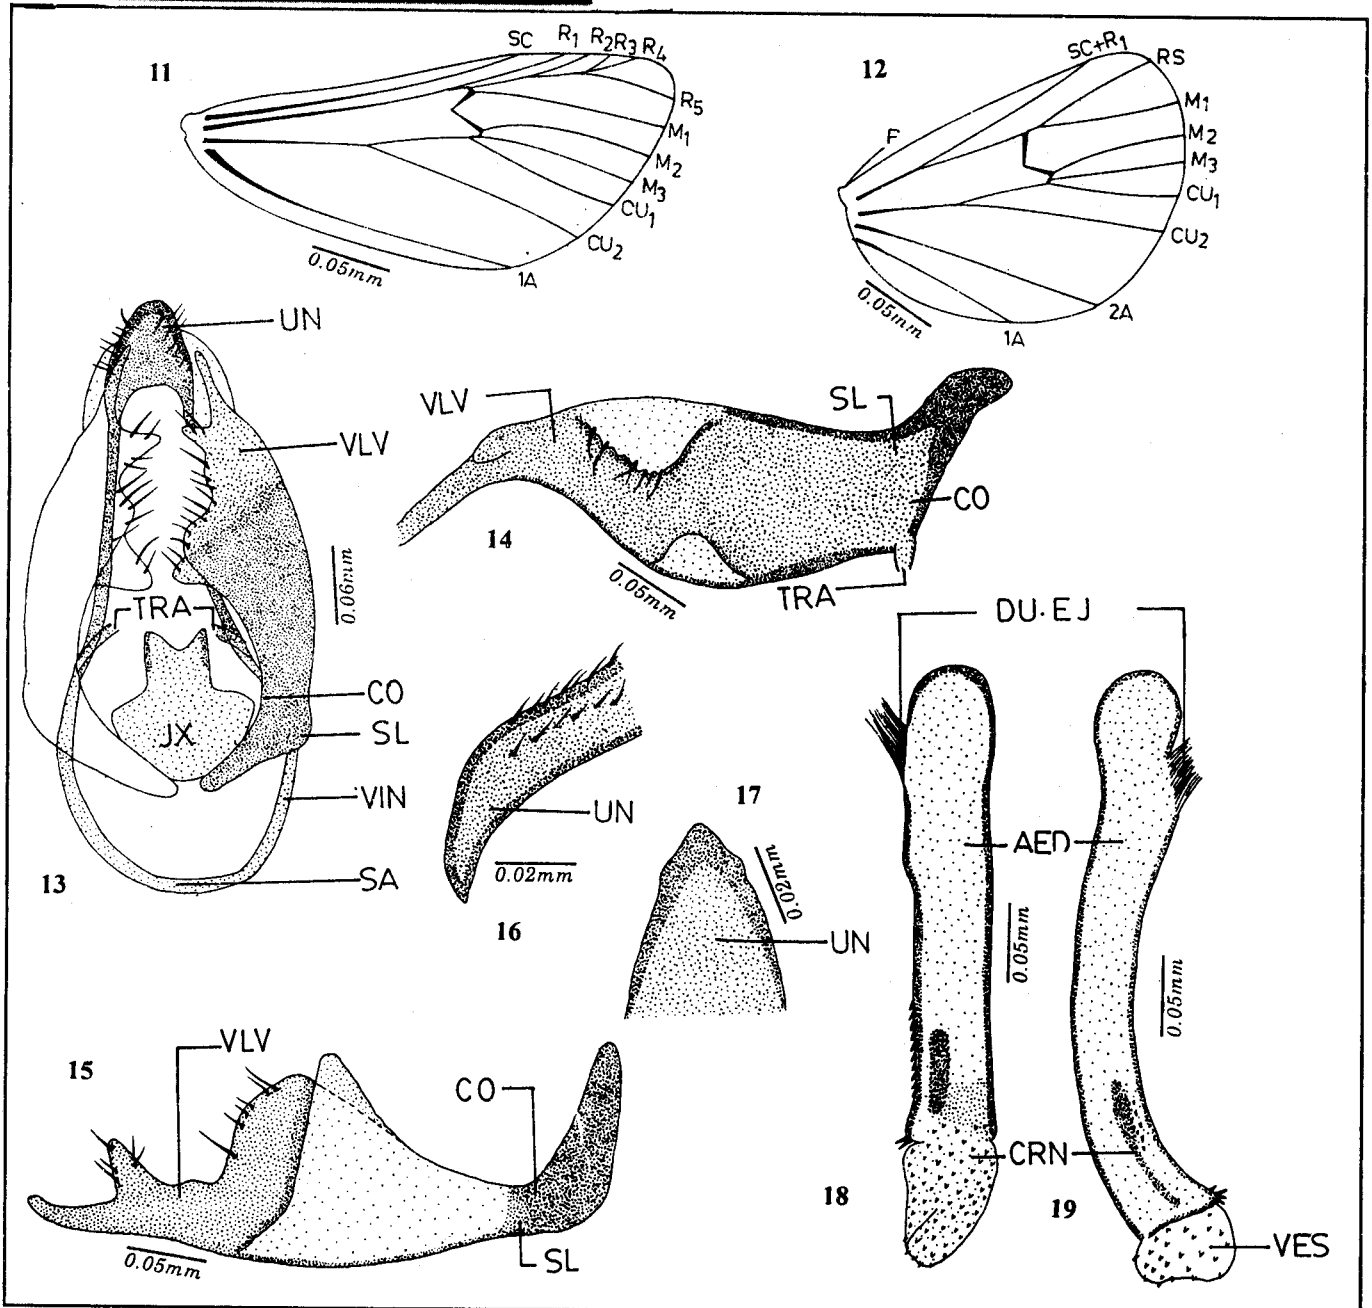 11
SC R1 R2 R3 R4
R5
M1
M2
M3
CU1
CU2
1A
0.05mm
12
SC+R1
RS
M1
M2
M3
CU1
CU2
2A
1A
F
0.05mm
13
UN
VLV
TRA
CO
JX
SL
VIN
SA
0.06mm
14
VLV
SL
CO
TRA
0.05mm
15
VLV
CO
SL
0.05mm
16
UN
0.02mm
17
UN
0.02mm
DU.EJ
AED
0.05mm
0.05mm
CRN
18
19
VES